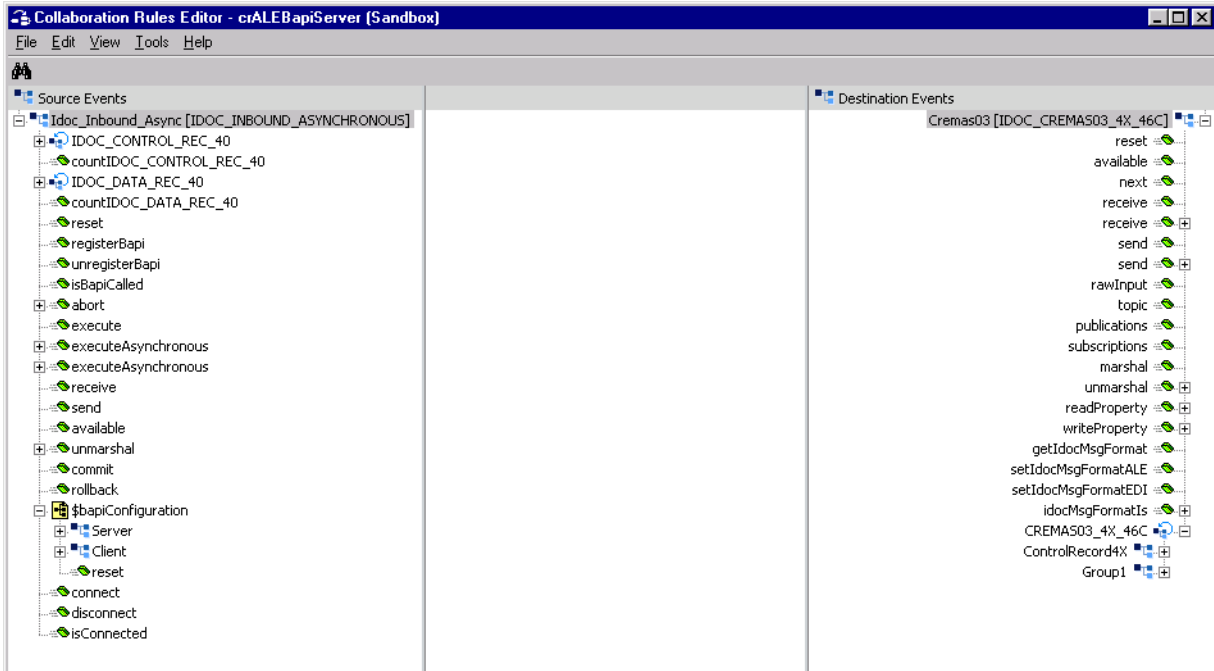 Collaboration Rules Editor - crALEBapiServer (Sandbox)
File Edit View Tools Help
Source Events
Idoc_Inbound_Async [IDOC_INBOUND_ASYNCHRONOUS]
IDOC_CONTROL_REC_40
countIDOC_CONTROL_REC_40
IDOC_DATA_REC_40
countIDOC_DATA_REC_40
reset
registerBapi
unregisterBapi
isBapiCalled
abort
execute
executeAsynchronous
executeAsynchronous
receive
send
available
unmarshal
commit
rollback
$bapiConfiguration
Server
Client
reset
connect
disconnect
isConnected
Destination Events
Cremas03 [IDOC_CREMAS03_4X_46C]
reset
available
next
receive
receive
send
send
rawInput
topic
publications
subscriptions
marshal
unmarshal
readProperty
writeProperty
getIdocMsgFormat
setIdocMsgFormatALE
setIdocMsgFormatEDI
idocMsgFormatIs
CREMAS03_4X_46C
ControlRecord4X
Group1